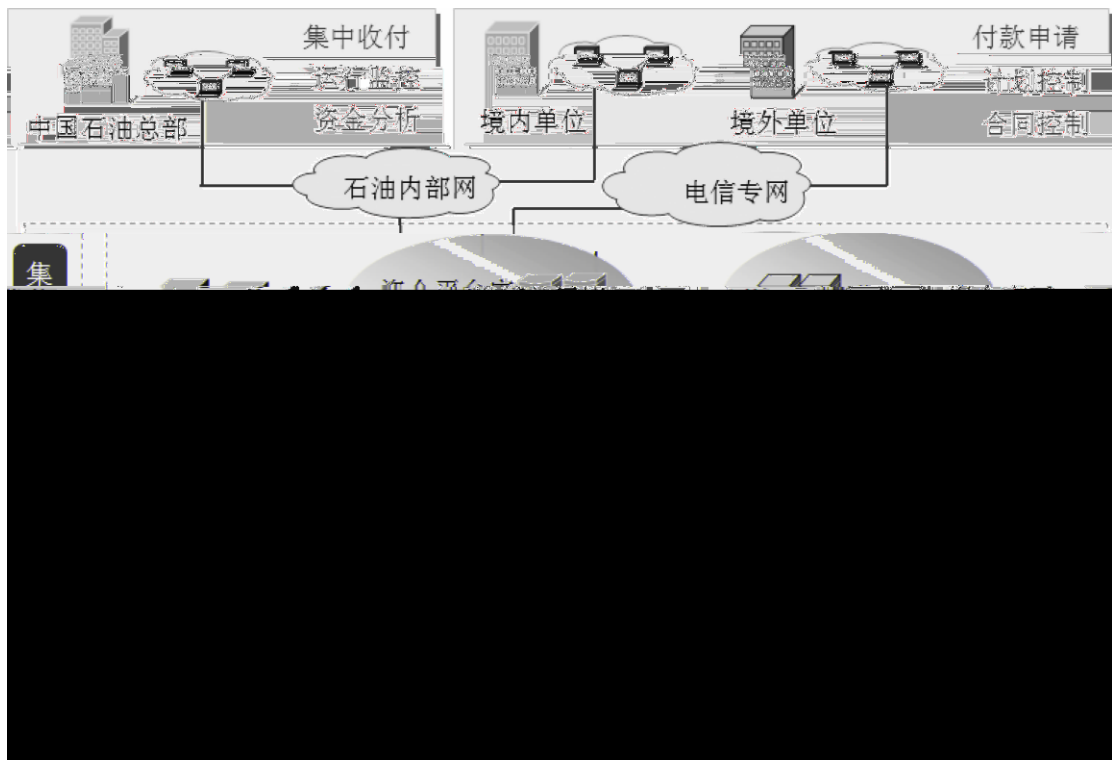 集中收付
运行监控
资金分析
中国石油总部
付款申请
计划控制
合同控制
境内单位
境外单位
石油内部网
电信专网
集